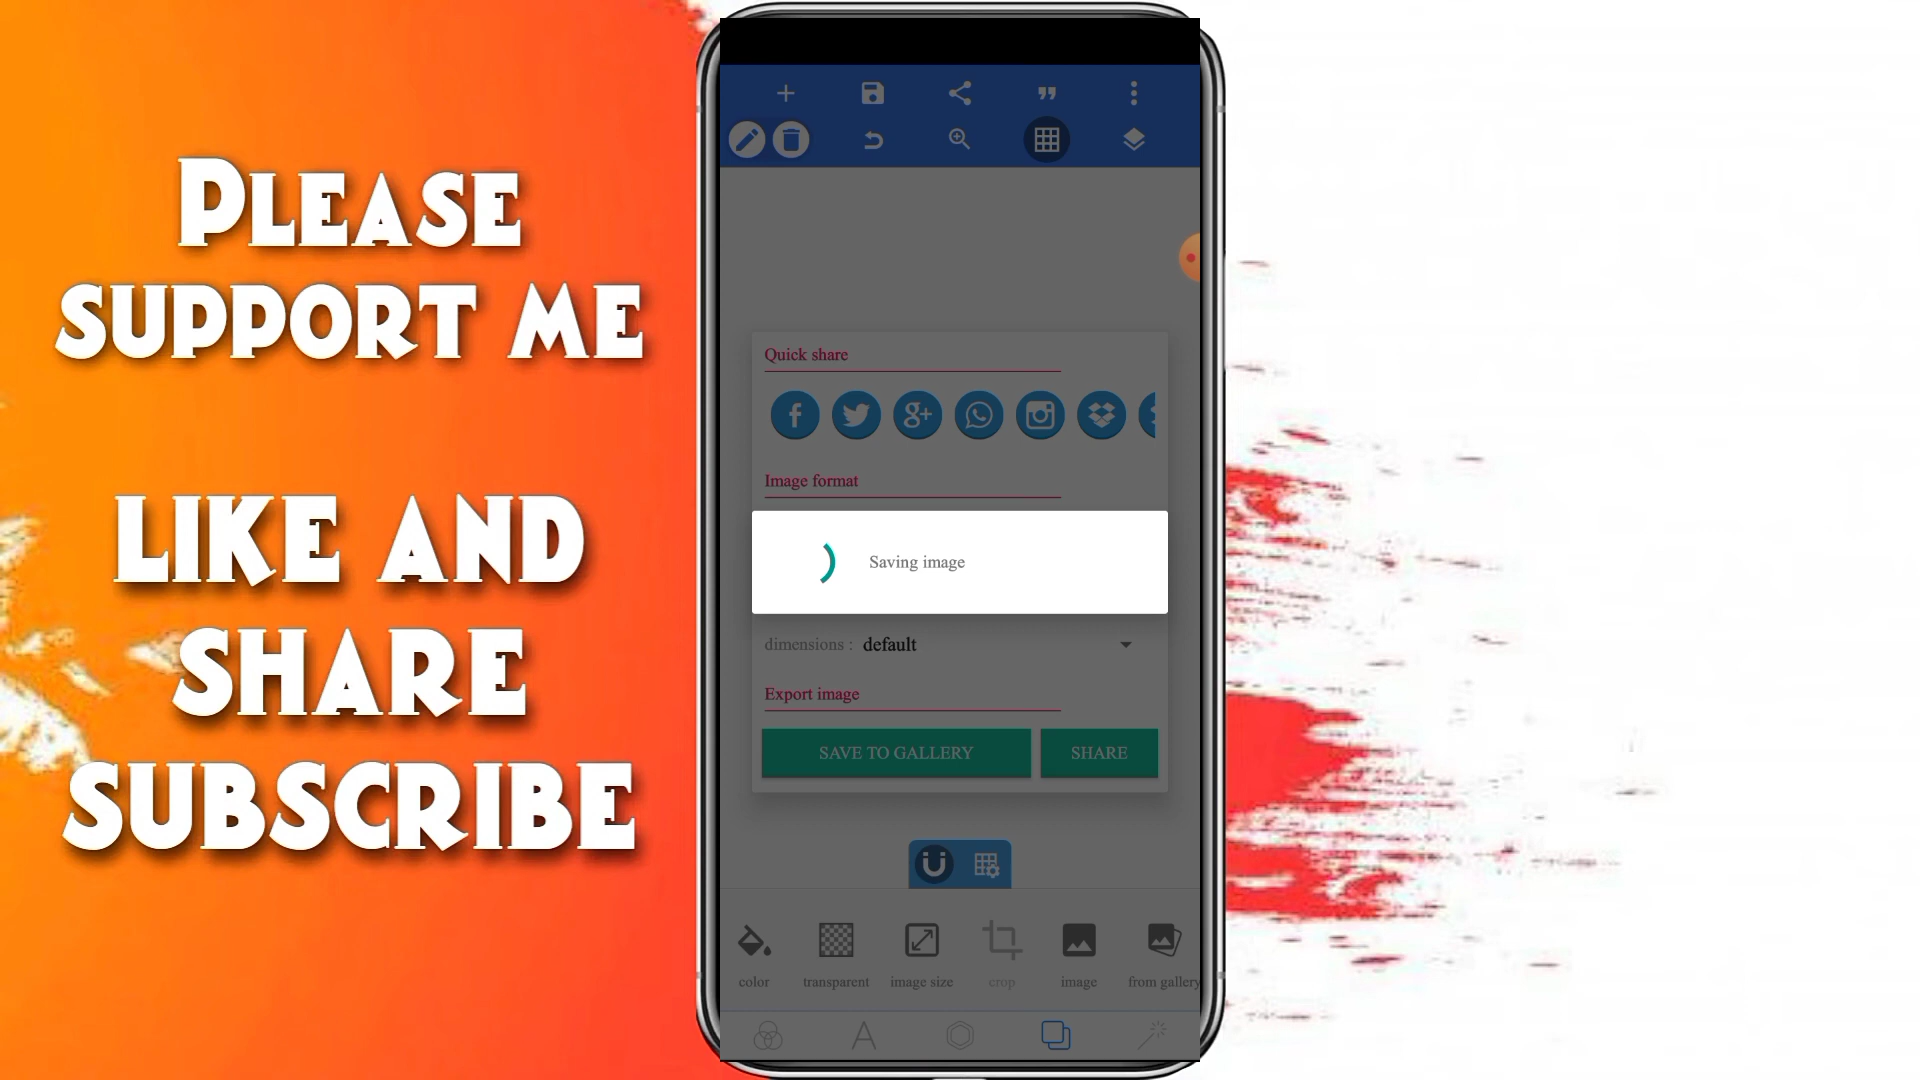 PLEASE
SUPPORT ME
LIKE AND
SHARE
SUBSCRIBE
Quick share
Image format
Saving image
dimensions : default
Export image
SAVE TO GALLERY SHARE
color transparent image size crop image from gallery